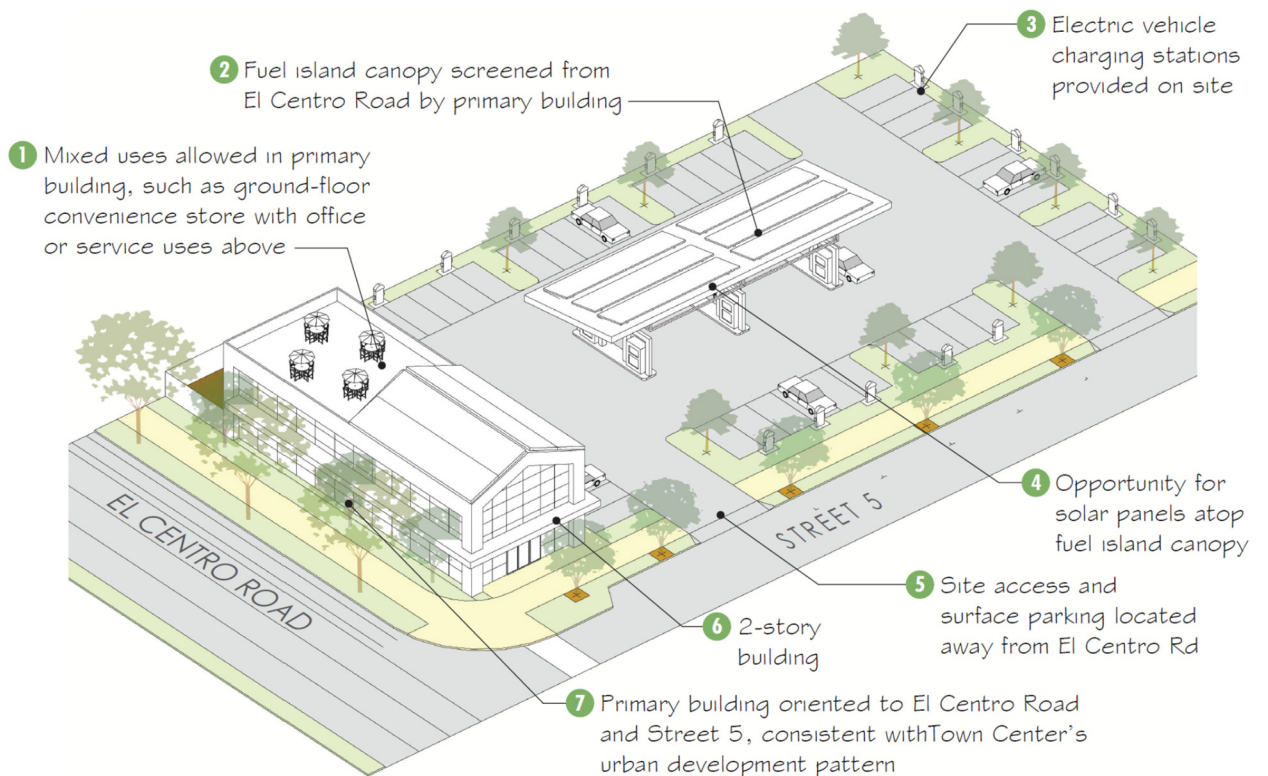 3 Electric vehicle
charging stations
provided on site
2 Fuel island canopy screened from
El Centro Road by primary building
1 Mixed uses allowed in primary
building, such as ground-floor
convenience store with office
or service uses above
EL CENTRO ROAD
STREET 5
4 Opportunity for
solar panels atop
fuel island canopy
5 Site access and
surface parking located
away from El Centro Rd
6 2-story
building
7 Primary building oriented to El Centro Road
and Street 5, consistent withTown Center's
urban development pattern